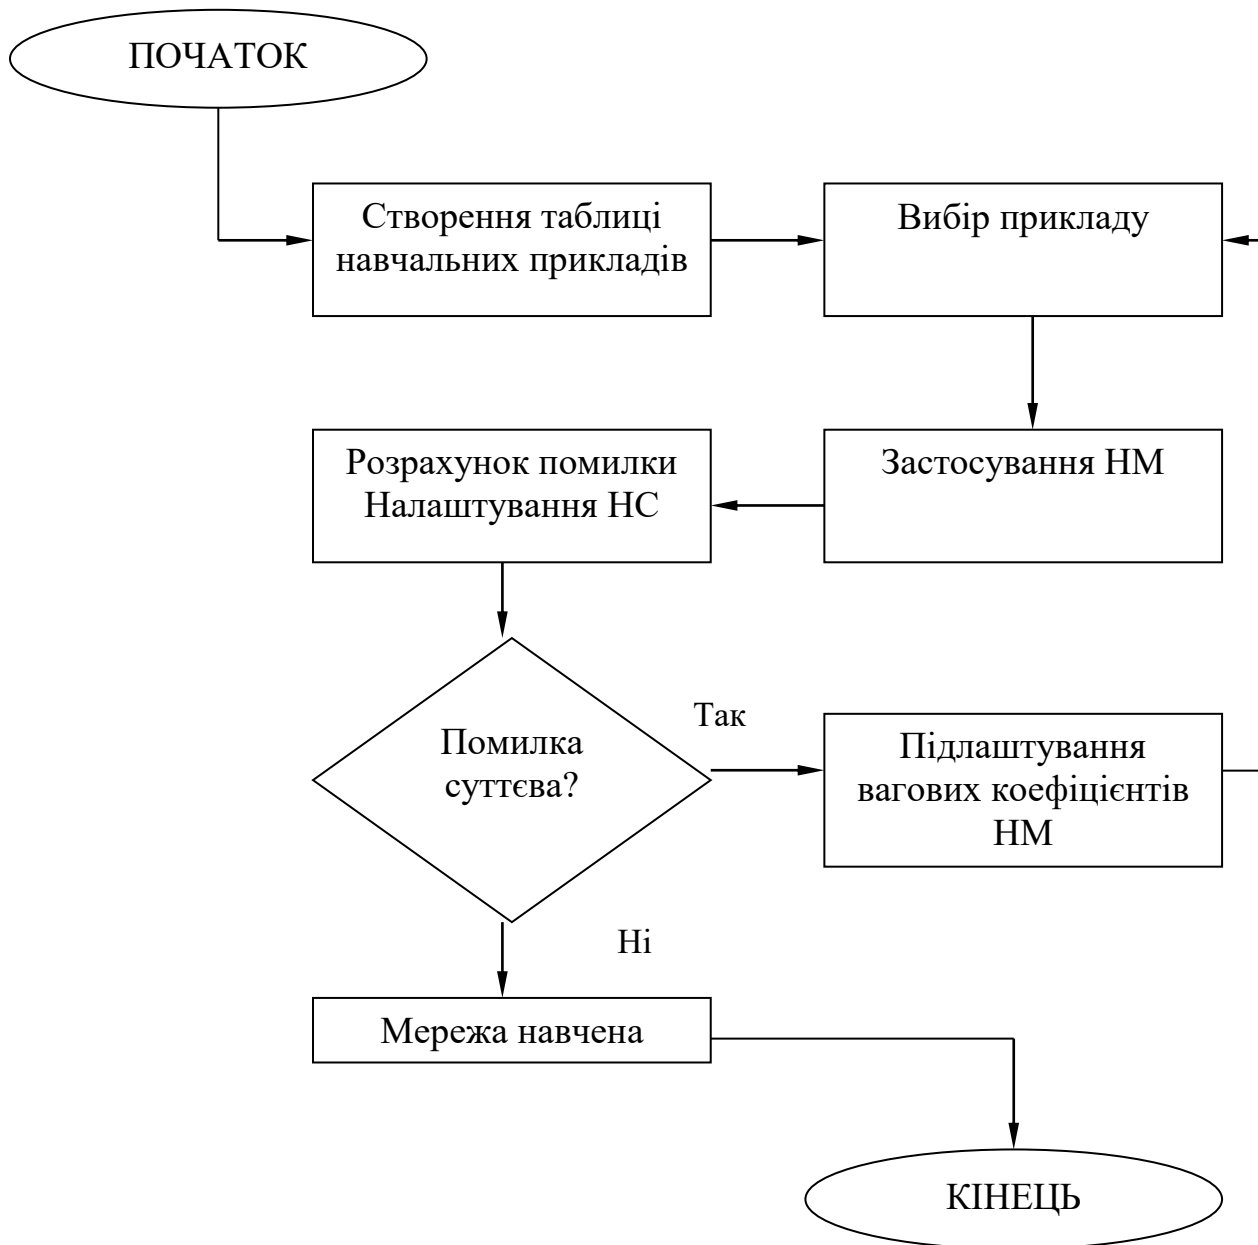 ПОЧАТОК
Створення таблиці
навчальних прикладів
Вибір прикладу
Розрахунок помилки
Налаштування НС
Застосування НМ
Помилка
суттєва?
Так
Підлаштування
вагових коефіцієнтів
НМ
Ні
Мережа навчена
КІНЕЦЬ